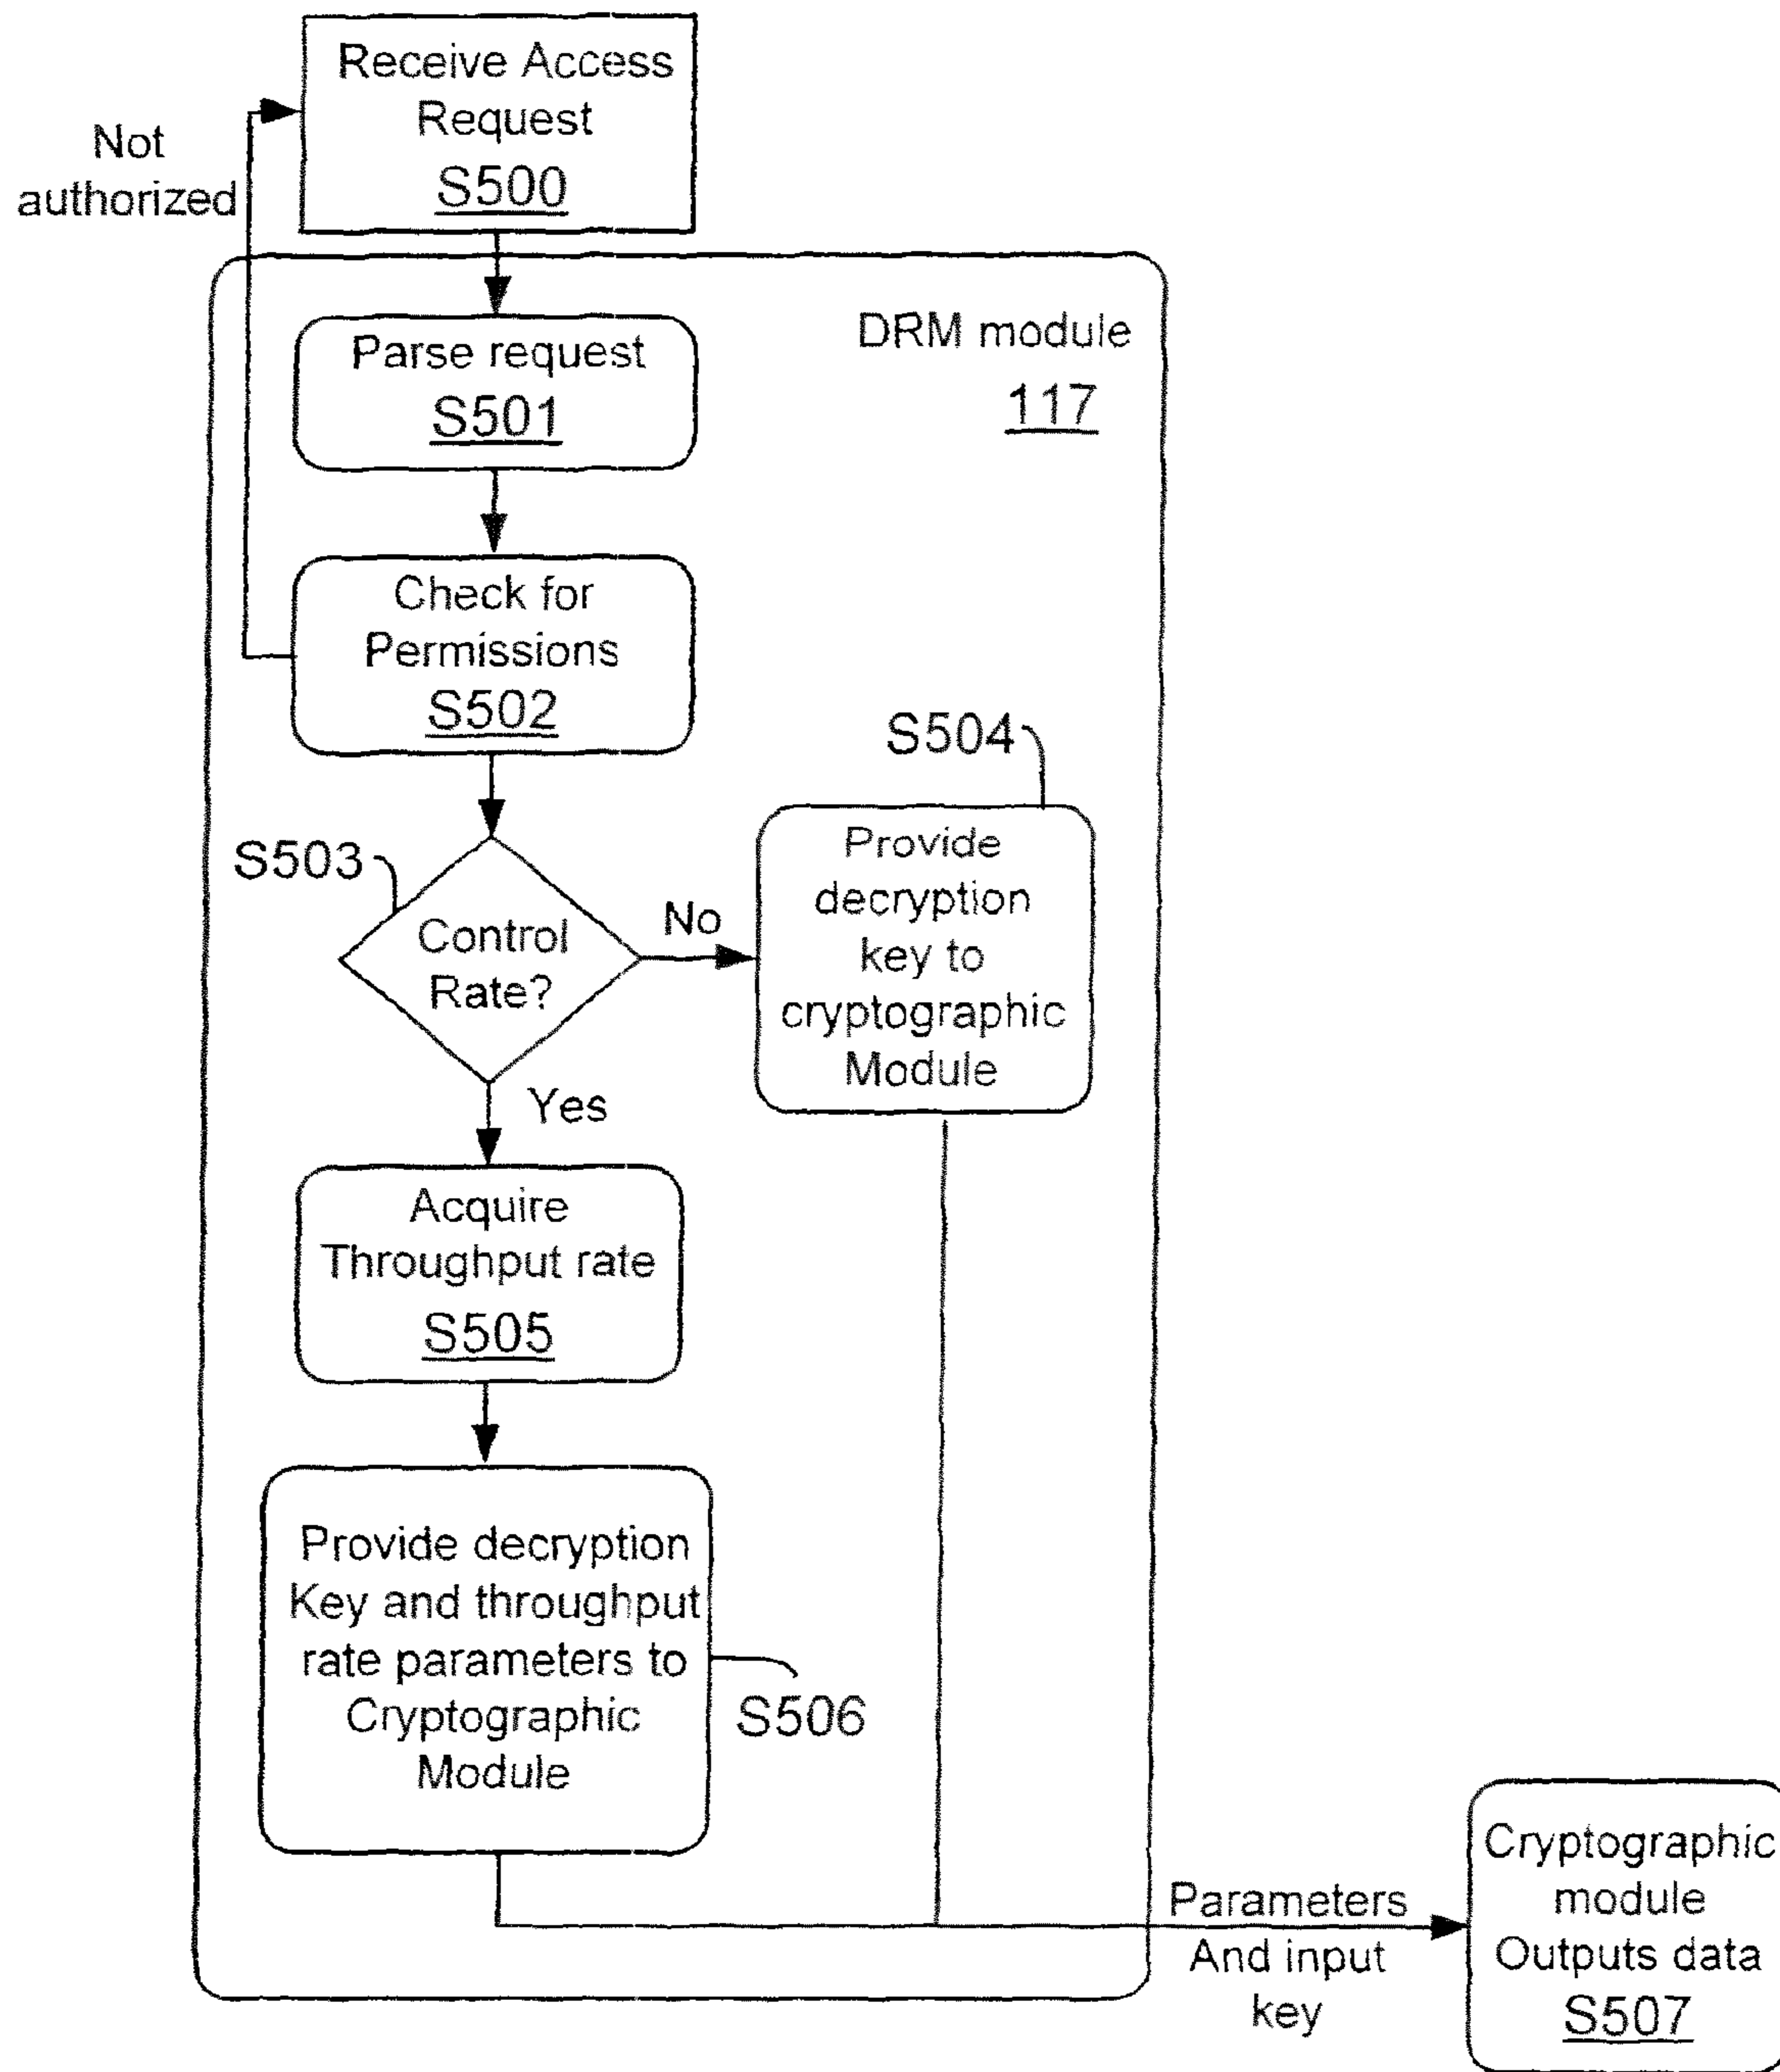 Receive Access
Request
S500
Not
authorized
DRM module
117
Parse request
S501
Check for
Permissions
S502
S503
Control
Rate?
No
Yes
S504
Provide
decryption
key to
cryptographic
Module
Acquire
Throughput rate
S505
Provide decryption
Key and throughput
rate parameters to
Cryptographic
Module
S506
Parameters
And input
key
Cryptographic
module
Outputs data
S507